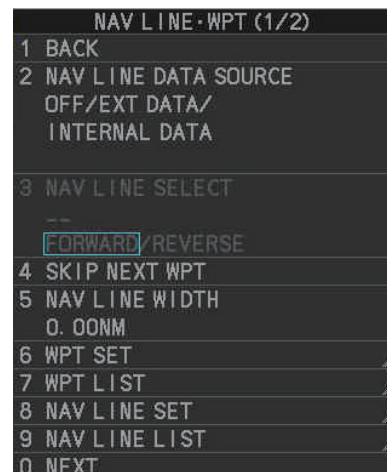 NAV LINE·WPT (1/2)
1 BACK
2 NAV LINE DATA SOURCE
OFF/EXT DATA/
INTERNAL DATA
3 NAV LINE SELECT
--
FORWARD/REVERSE
4 SKIP NEXT WPT
5 NAV LINE WIDTH
0.00NM
6 WPT SET
7 WPT LIST
8 NAV LINE SET
9 NAV LINE LIST
0 NEXT